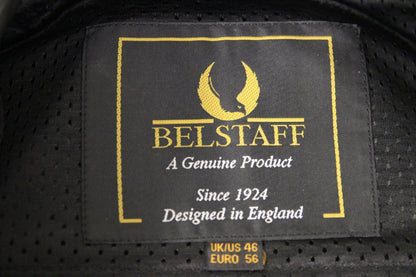 BELSTAFF
A Genuine Product
Since 1924
Designed in England
UK/US 46
EURO 56